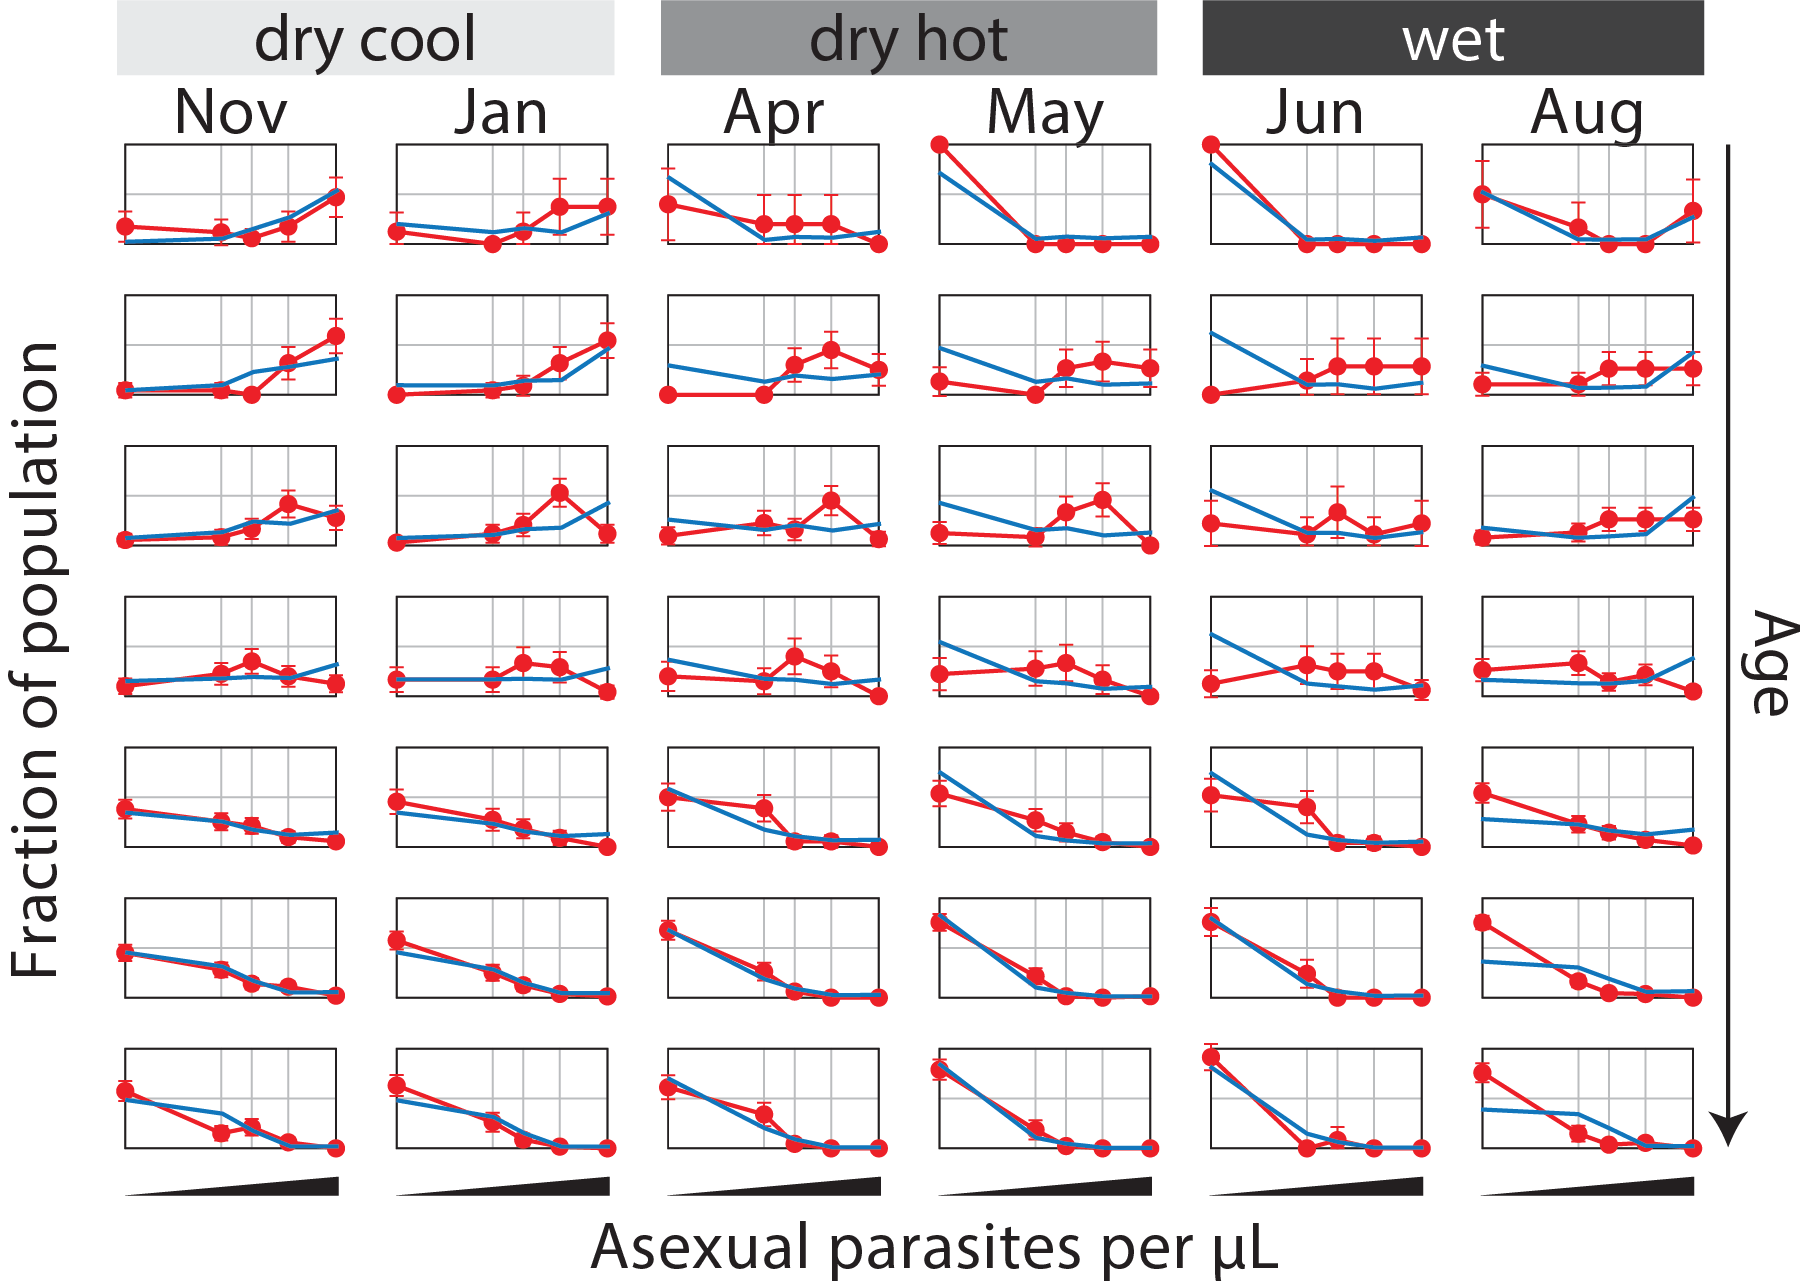 dry cool
dry hot
wet
Nov
Jan
Apr
May
Jun
Aug
Fraction of population
Age
Asexual parasites per µL